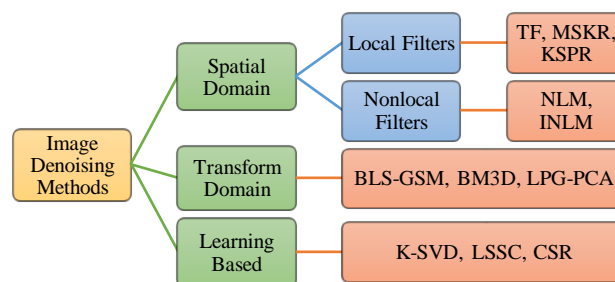 Image
Denoising
Methods
Spatial
Domain
Local Filters
TF, MSKR,
KSPR
Nonlocal
Filters
NLM,
INLM
Transform
Domain
BLS-GSM, BM3D, LPG-PCA
Learning
Based
K-SVD, LSSC, CSR